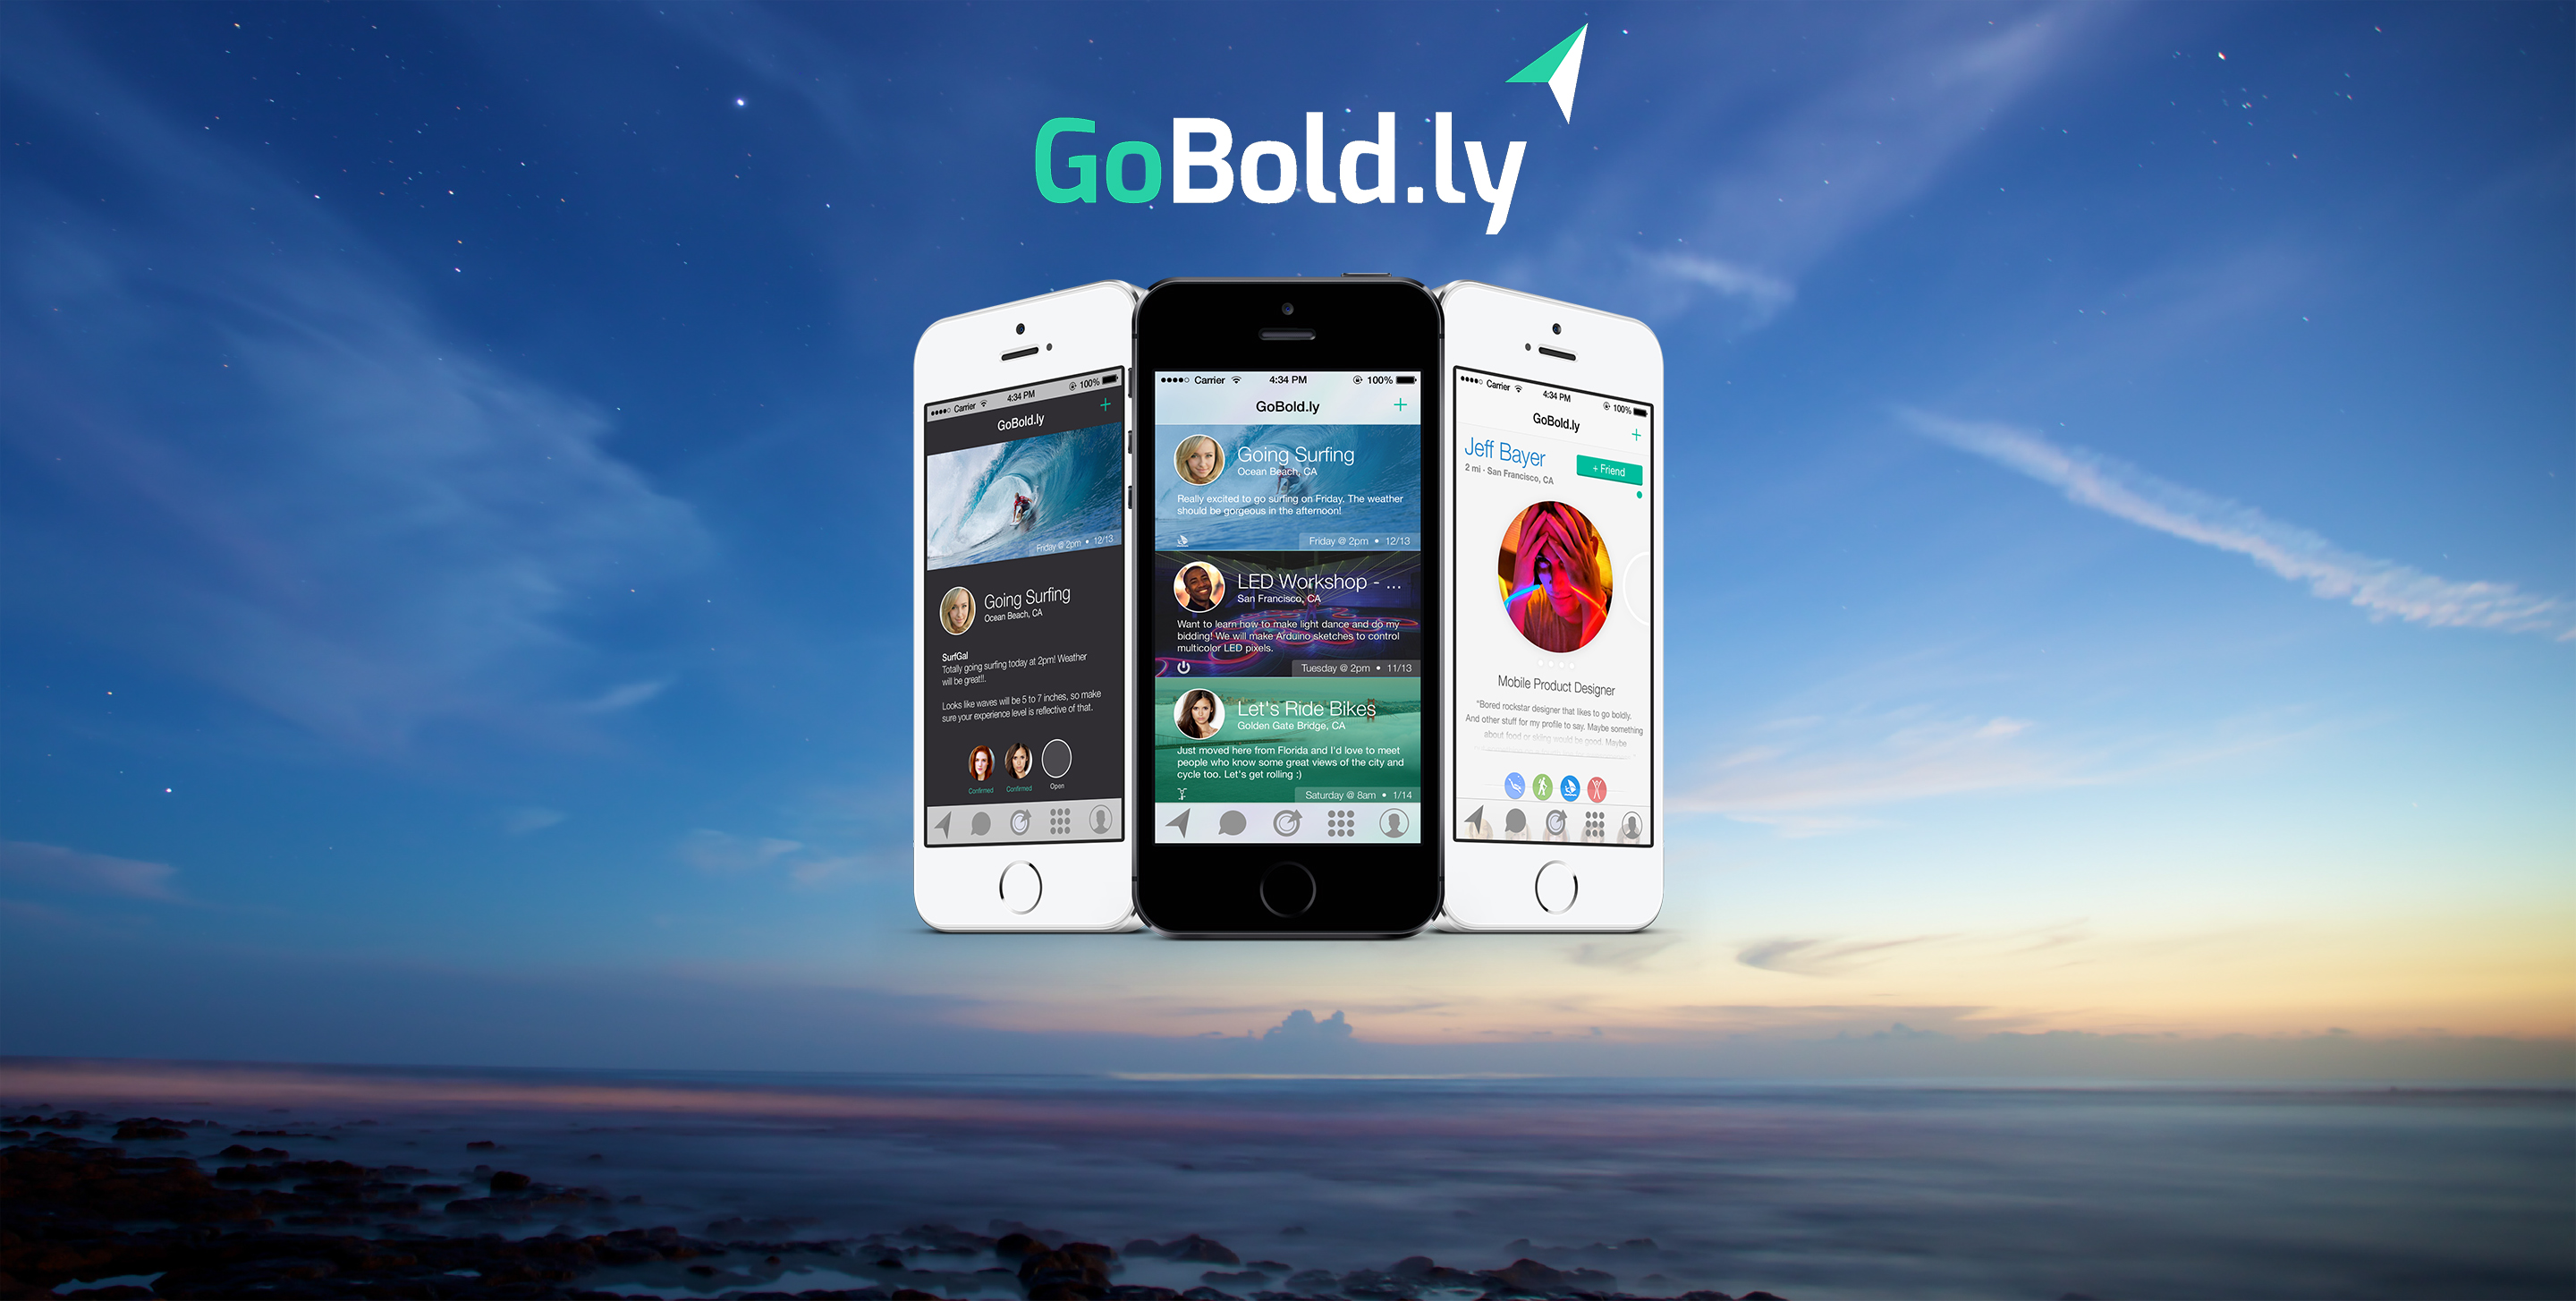 GoBold.ly
Carrier 4:34 PM 100%
GoBold.ly +
Friday @ 2pm • 12/13
Going Surfing
Ocean Beach, CA
SurfGal
Totally going surfing today at 2pm! Weather
will be great!!.
Looks like waves will be 5 to 7 inches, so make
sure your experience level is reflective of that.
Confirmed Confirmed Open
Carrier 4:34 PM 100%
GoBold.ly +
Going Surfing
Ocean Beach, CA
Really excited to go surfing on Friday. The weather
should be gorgeous in the afternoon!
Friday @ 2pm • 12/13
LED Workshop - ...
San Francisco, CA
Want to learn how to make light dance and do my
bidding! We will make Arduino sketches to control
multicolor LED pixels.
Tuesday @ 2pm • 11/13
Let's Ride Bikes
Golden Gate Bridge, CA
Just moved here from Florida and I'd love to meet
people who know some great views of the city and
cycle too. Let's get rolling :)
Saturday @ 8am • 1/14
Carrier 4:34 PM 100%
GoBold.ly +
Jeff Bayer
2 mi - San Francisco, CA
+ Friend
Mobile Product Designer
"Bored rockstar designer that likes to go boldly.
And other stuff for my profile to say. Maybe something
about food or skiing would be good. Maybe